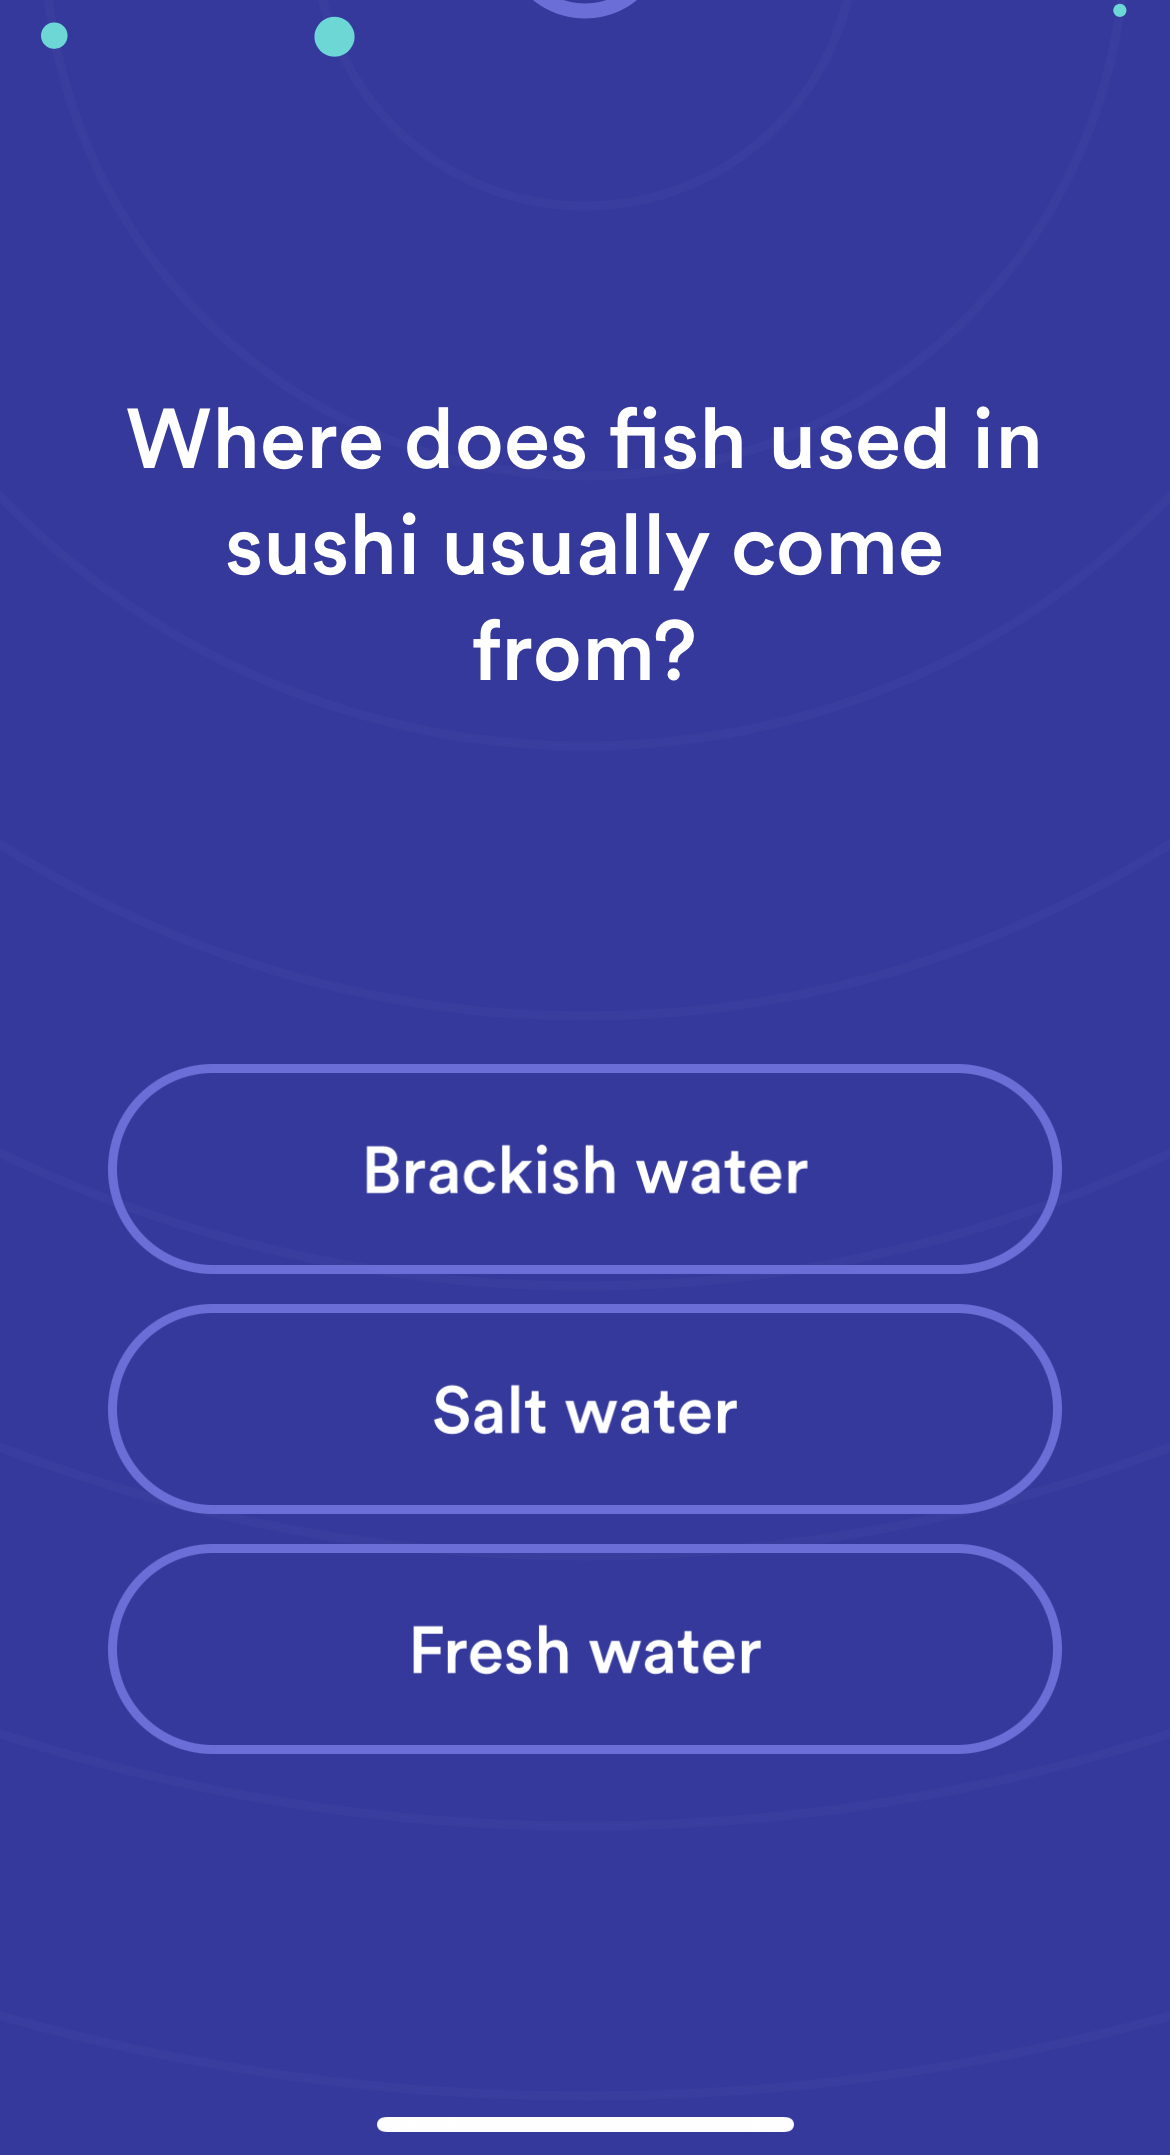 Where does fish used in
sushi usually come
from?
Brackish water
Salt water
Fresh water